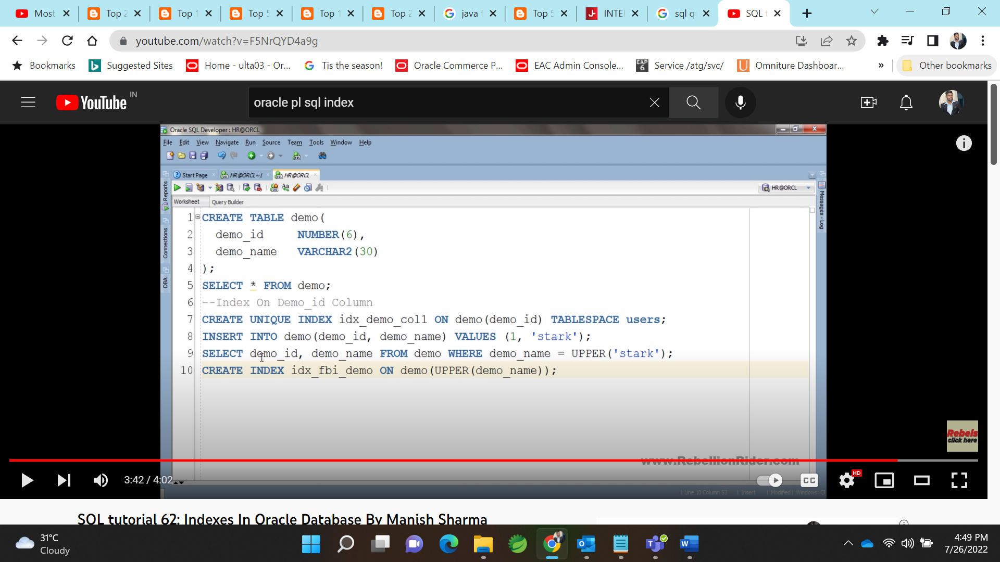 Most
Top 2
Top 1
Top 5
Top 1
Top 2
java t
Top 5
INTE
sql q
SQL t
youtube.com/watch?v=F5NrQYD4a9g
Bookmarks
Suggested Sites
Home - ulta03 - Or...
Tis the season!
Oracle Commerce P...
EAC Admin Console...
EAP 6
Service /atg/svc/
Omniture Dashboar...
»
Other bookmarks
YouTube IN
oracle pl sql index
Oracle SQL Developer : HR@ORCL
File Edit View Navigate Run Source Team Tools Window Help
Start Page HR@ORCL~1 HR@ORCL
HR@ORCL
Worksheet Query Builder
Reports
Connections
DBA
Messages - Log
1 CREATE TABLE demo(
2 demo_id NUMBER(6),
3 demo_name VARCHAR2(30)
4 );
5 SELECT * FROM demo;
6 --Index On Demo_id Column
7 CREATE UNIQUE INDEX idx_demo_col1 ON demo(demo_id) TABLESPACE users;
8 INSERT INTO demo(demo_id, demo_name) VALUES (1, 'stark');
9 SELECT demo_id, demo_name FROM demo WHERE demo_name = UPPER('stark');
10 CREATE INDEX idx_fbi_demo ON demo(UPPER(demo_name));
Rebels
click here
www.RebellionRider.com
3:42 / 4:02
CC
HD
Line 10 Column 53 | Insert | Modified | Windows: C
SQL tutorial 62: Indexes In Oracle Database By Manish Sharma
31°C
Cloudy
4:49 PM
7/26/2022